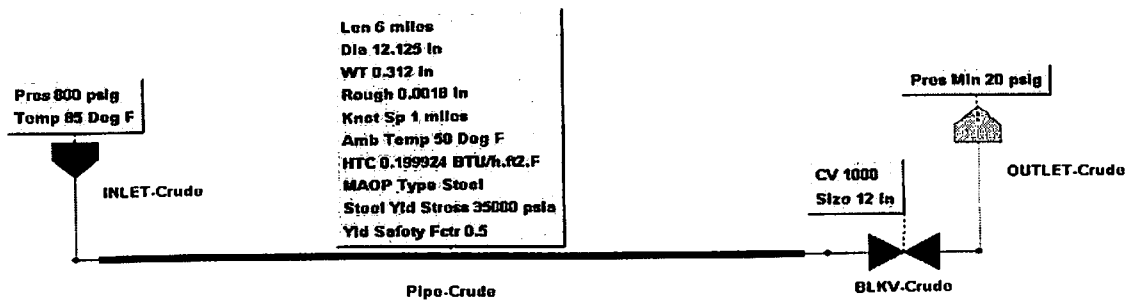 Pres 800 psig
Temp 85 Deg F
INLET-Crude
Len 6 miles
Dia 12.125 in
WT 0.312 in
Rough 0.0018 in
Knot Sp 1 miles
Amb Temp 50 Deg F
HTC 0.199924 BTU/h.ft2.F
MAOP Type Steel
Steel Yld Stress 35000 psia
Yld Safety Fctr 0.5
Pipe-Crude
CV 1000
Size 12 in
BLKV-Crude
Pres Min 20 psig
OUTLET-Crude